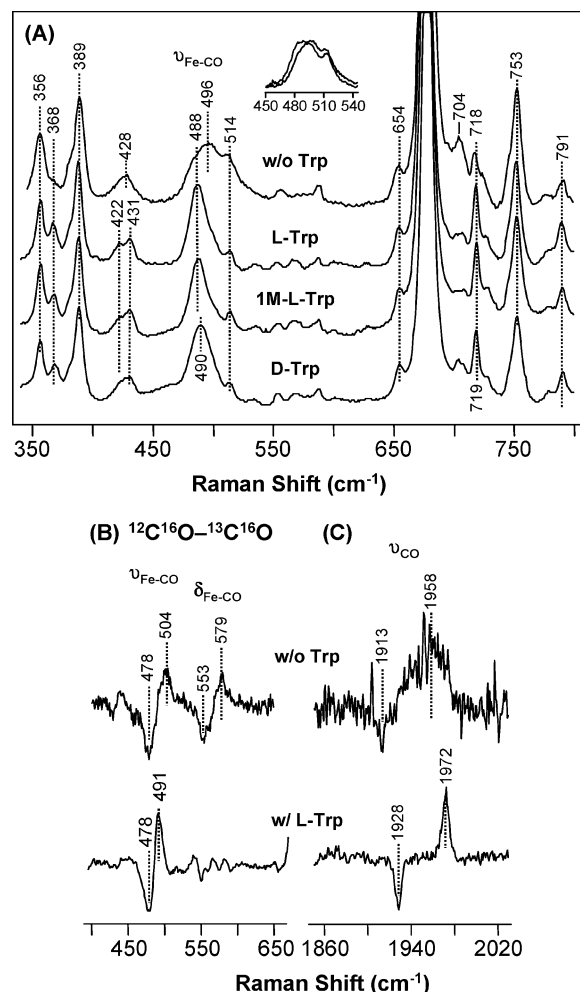 (A)
356
368
389
428
422
431
υFe-CO
488
496
514
450 480 510 540
654
704
718
753
791
w/o Trp
L-Trp
1M-L-Trp
D-Trp
490
719
350 450 550 650 750
Raman Shift (cm-1)
(B) 12C16O–13C16O
(C)
υFe-CO
δFe-CO
υCO
478
504
553
579
w/o Trp
1913
1958
478
491
w/ L-Trp
1928
1972
450 550 650
1860 1940 2020
Raman Shift (cm-1)